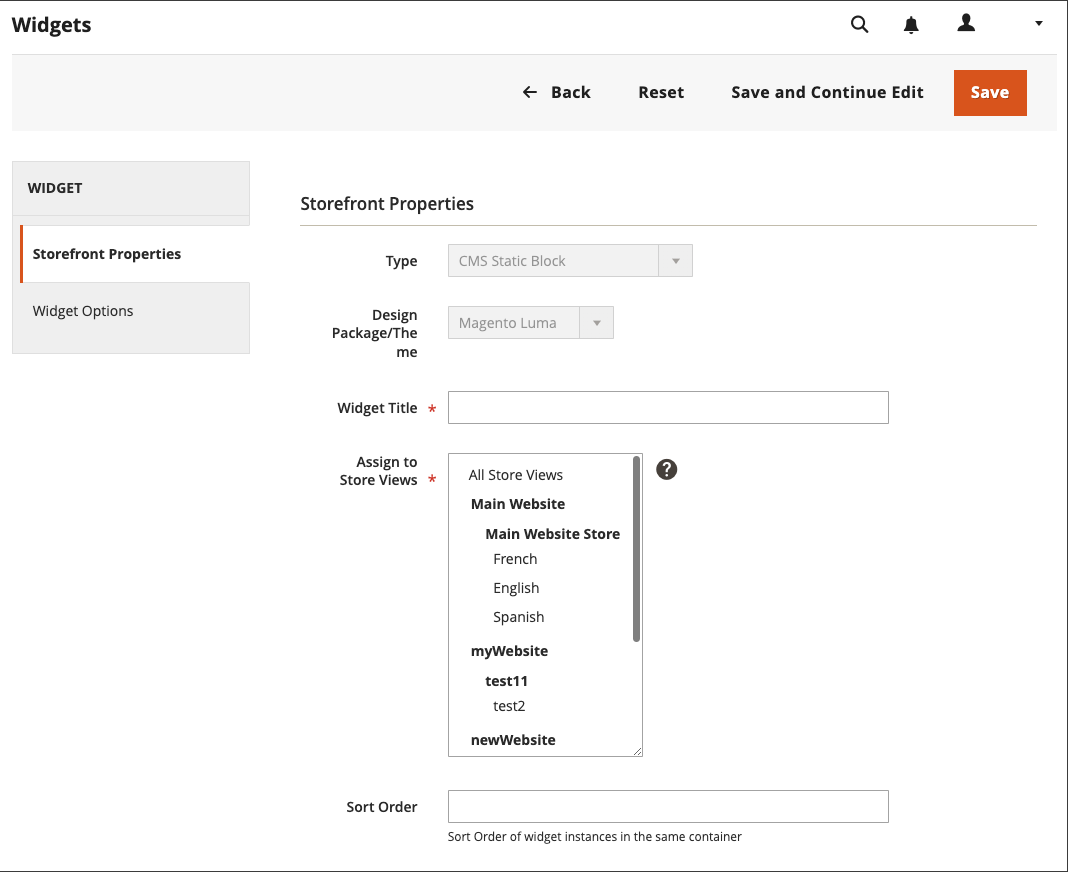 Widgets
Back Reset Save and Continue Edit Save
WIDGET
Storefront Properties
Widget Options
Storefront Properties
Type CMS Static Block
Design
Package/The
me
Magento Luma
Widget Title *
Assign to
Store Views *
?
All Store Views
Main Website
Main Website Store
French
English
Spanish
myWebsite
test11
test2
newWebsite
Sort Order
Sort Order of widget instances in the same container